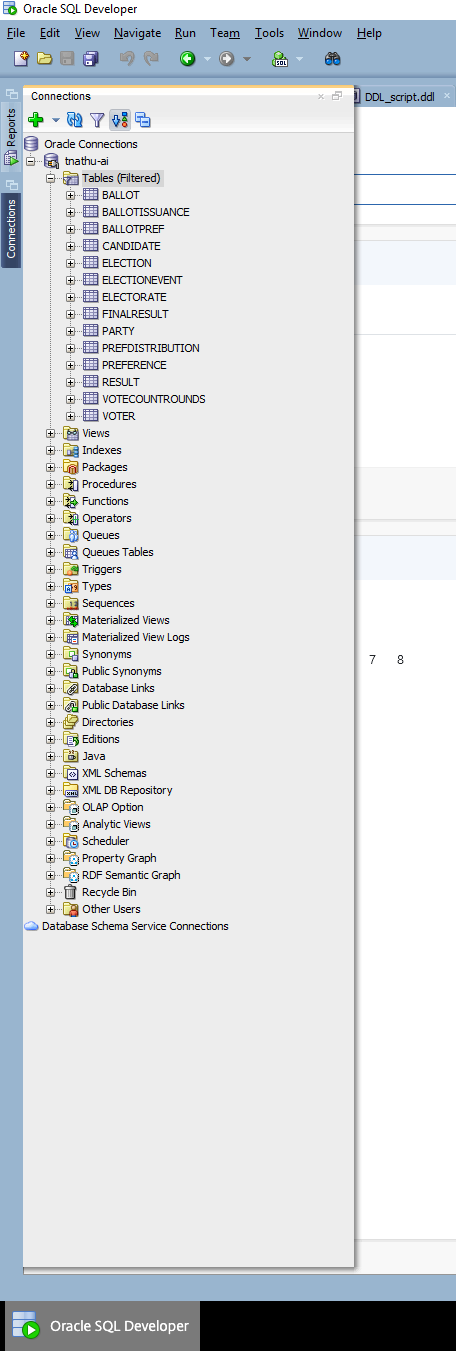 Oracle SQL Developer
File Edit View Navigate Run Team Tools Window Help
SQL
Reports
Connections
Connections
DDL_script.ddl
Oracle Connections
tnathu-ai
Tables (Filtered)
BALLOT
BALLOTISSUANCE
BALLOTPREF
CANDIDATE
ELECTION
ELECTIONEVENT
ELECTORATE
FINALRESULT
PARTY
PREFDISTRIBUTION
PREFERENCE
RESULT
VOTECOUNTROUNDS
VOTER
Views
Indexes
Packages
Procedures
Functions
Operators
Queues
Queues Tables
Triggers
Types
Sequences
Materialized Views
Materialized View Logs
Synonyms
Public Synonyms
7 8
Database Links
Public Database Links
Directories
Editions
Java
XML Schemas
XML DB Repository
OLAP Option
Analytic Views
Scheduler
Property Graph
RDF Semantic Graph
Recycle Bin
Other Users
Database Schema Service Connections
Oracle SQL Developer